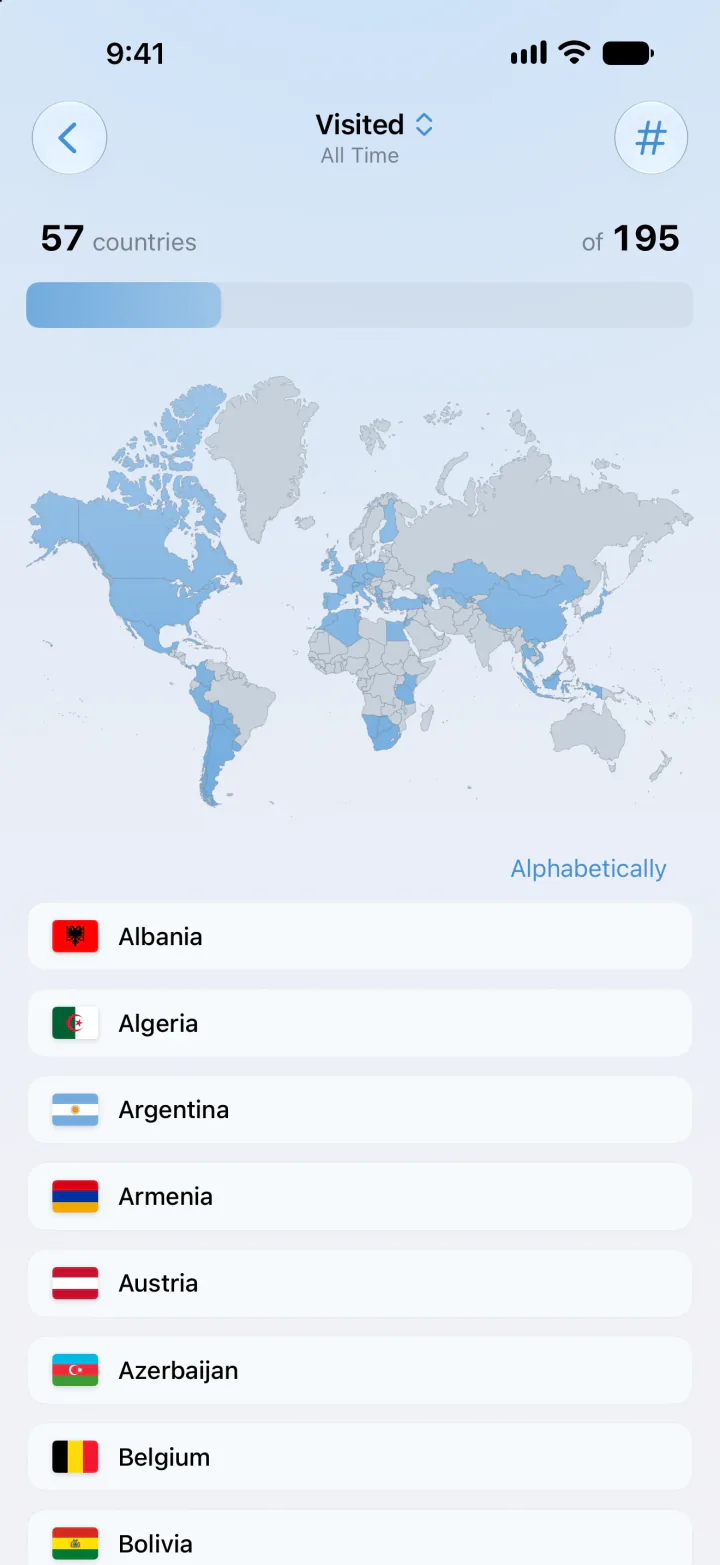 9:41
Visited
All Time
#
57 countries of 195
Alphabetically
Albania
Algeria
Argentina
Armenia
Austria
Azerbaijan
Belgium
Bolivia